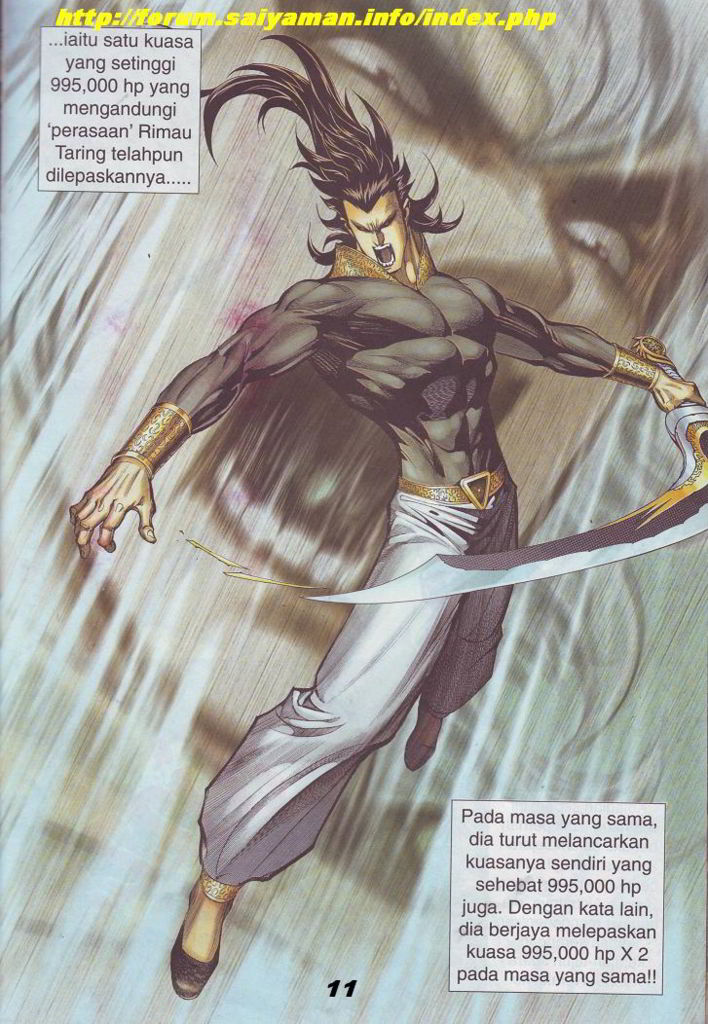 http://forum.saiyaman.info/index.php
...iaitu satu kuasa
yang setinggi
995,000 hp yang
mengandungi
‘perasaan’ Rimau
Taring telahpun
dilepaskannya.....
Pada masa yang sama,
dia turut melancarkan
kuasanya sendiri yang
sehebat 995,000 hp
juga. Dengan kata lain,
dia berjaya melepaskan
kuasa 995,000 hp X 2
pada masa yang sama!!
11